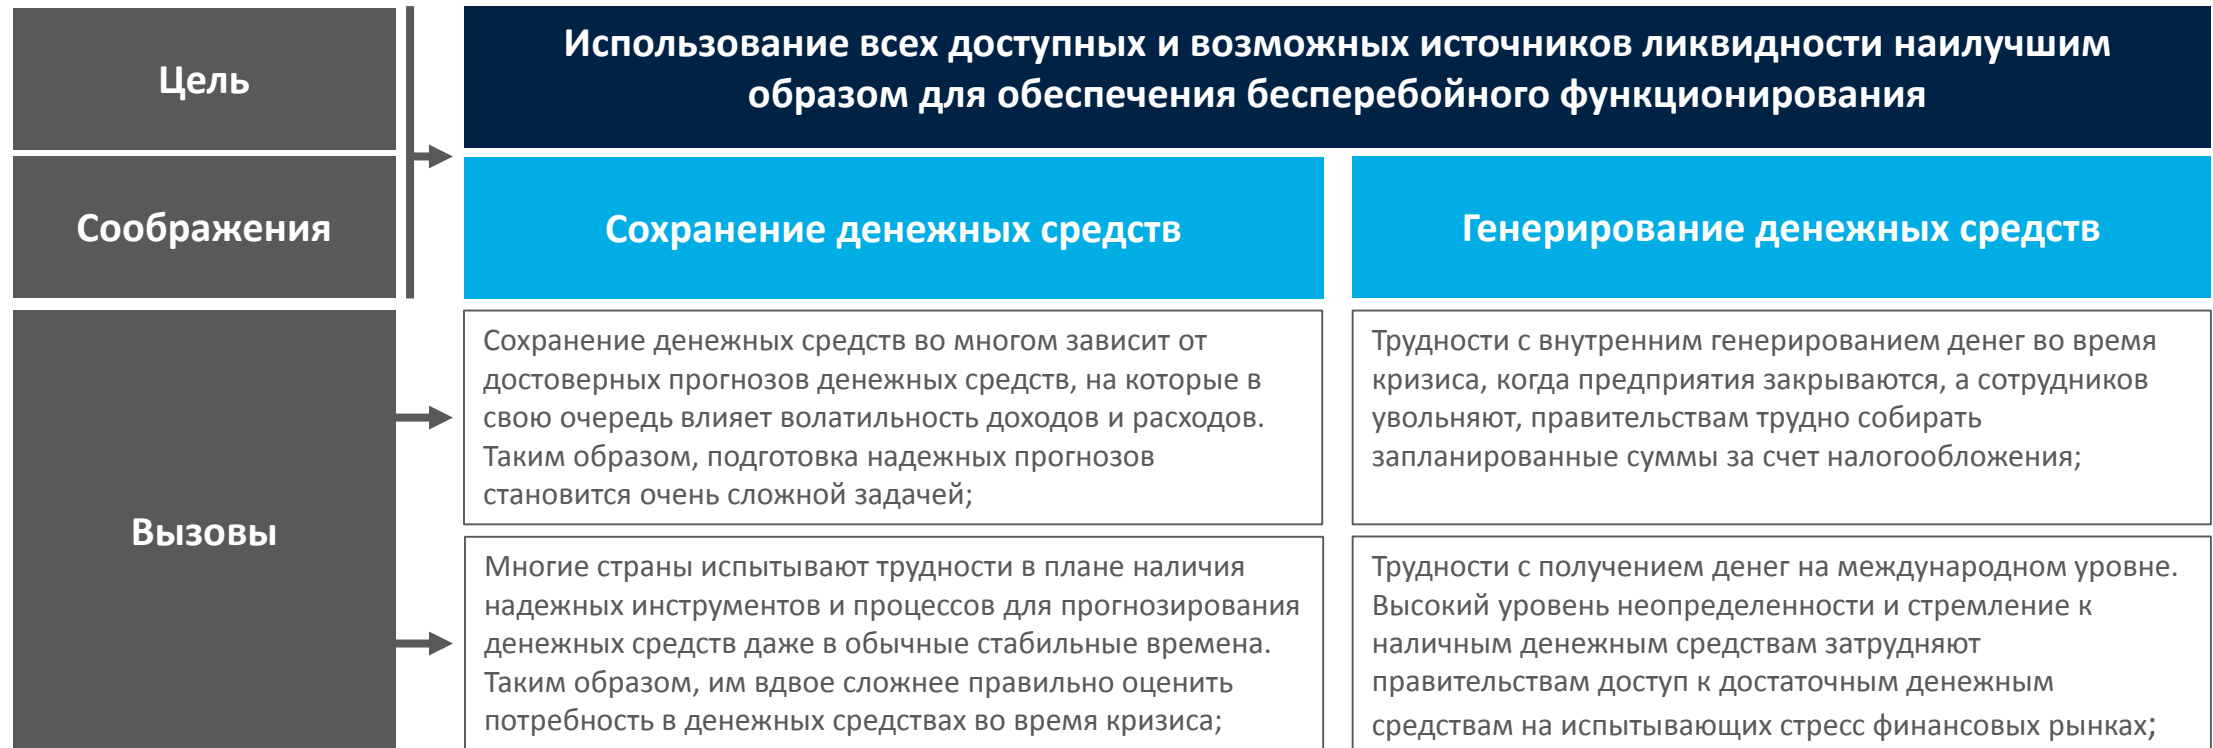 Цель
Использование всех доступных и возможных источников ликвидности наилучшим
образом для обеспечения бесперебойного функционирования
Соображения
Сохранение денежных средств
Генерирование денежных средств
Вызовы
Сохранение денежных средств во многом зависит от
достоверных прогнозов денежных средств, на которые в
свою очередь влияет волатильность доходов и расходов.
Таким образом, подготовка надежных прогнозов
становится очень сложной задачей;
Трудности с внутренним генерированием денег во время
кризиса, когда предприятия закрываются, а сотрудников
увольняют, правительствам трудно собирать
запланированные суммы за счет налогообложения;
Многие страны испытывают трудности в плане наличия
надежных инструментов и процессов для прогнозирования
денежных средств даже в обычные стабильные времена.
Таким образом, им вдвое сложнее правильно оценить
потребность в денежных средствах во время кризиса;
Трудности с получением денег на международном уровне.
Высокий уровень неопределенности и стремление к
наличным денежным средствам затрудняют
правительствам доступ к достаточным денежным
средствам на испытывающих стресс финансовых рынках;